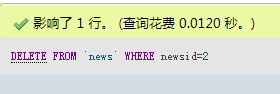 影响了 1 行。 (查询花费 0.0120 秒。)
DELETE FROM `news` WHERE newsid=2